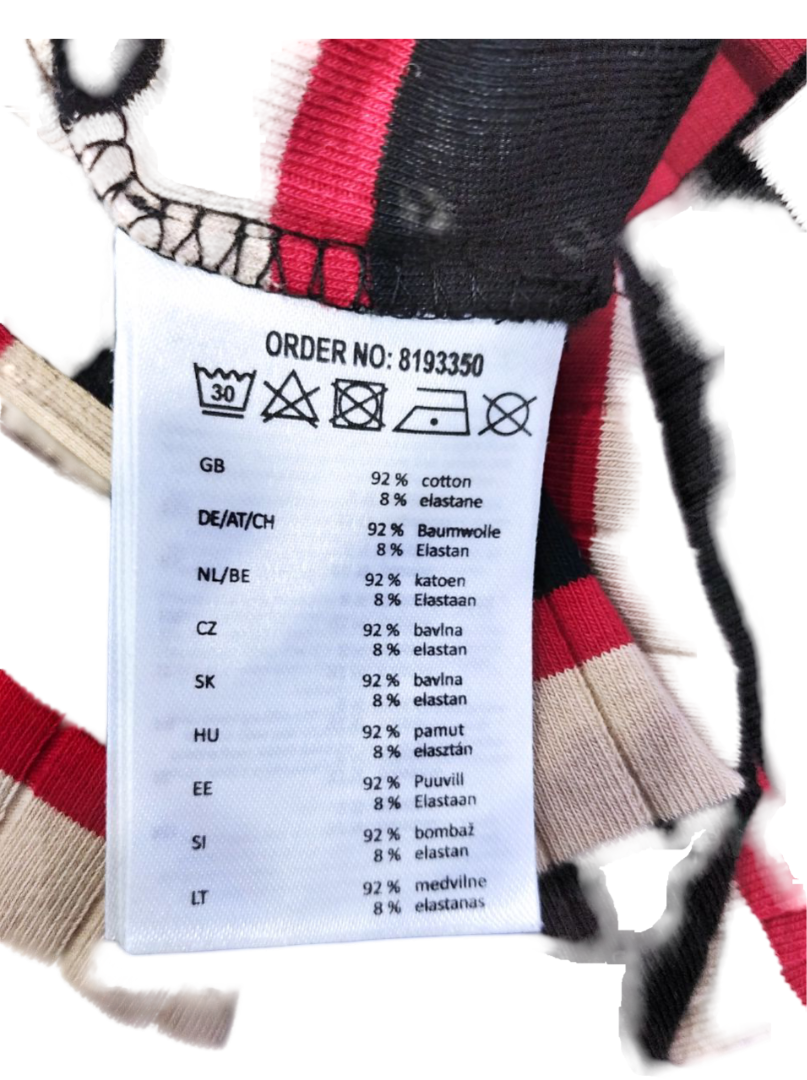 ORDER NO: 8193350
30
GB
92 % cotton
8 % elastane
DE/AT/CH
92 % Baumwolle
8 % Elastan
NL/BE
92 % katoen
8 % Elastaan
CZ
92 % bavlna
8 % elastan
SK
92 % bavlna
8 % elastan
HU
92 % pamut
8 % elasztán
EE
92 % Puuvill
8 % Elastaan
SI
92 % bombaž
8 % elastan
LT
92 % medvilne
8 % elastanas